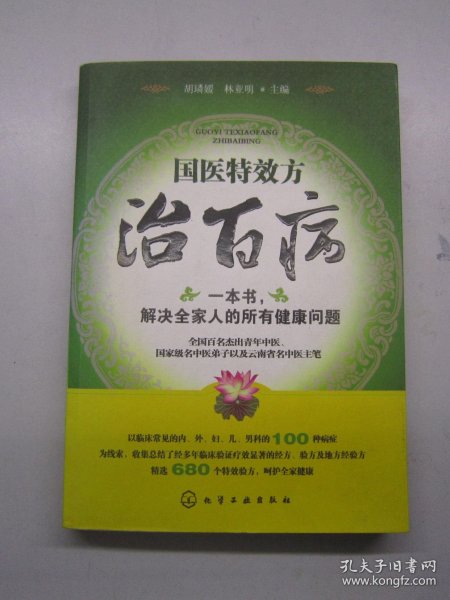 胡璘媛 林亚明 * 主编
GUOYI TEXIAOFANG
ZHIBAIBING
国医特效方
治百病
一本书，
解决全家人的所有健康问题
全国百名杰出青年中医、
国家级名中医弟子以及云南省名中医主笔
以临床常见的内、外、妇、儿、男科的100种病症
为线索，收集总结了经多年临床验证疗效显著的经方、验方及地方经验方
精选680个特效验方，呵护全家健康
化学工业出版社
孔夫子旧书网
www.kongfz.com